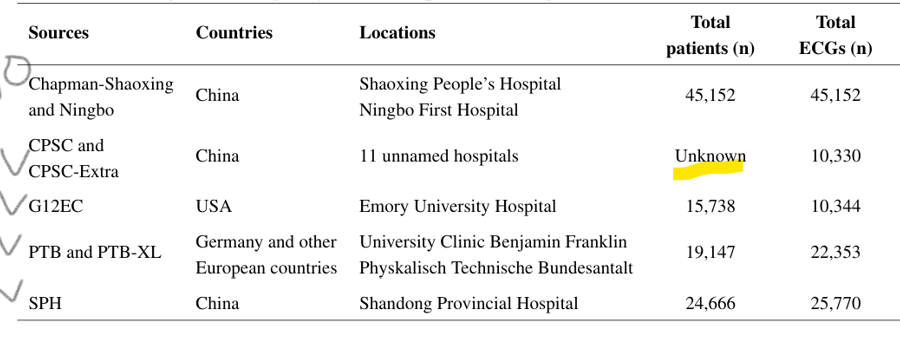 Sources Countries Locations Total patients (n) Total ECGs (n)
Chapman-Shaoxing and Ningbo China Shaoxing People's Hospital Ningbo First Hospital 45,152 45,152
CPSC and CPSC-Extra China 11 unnamed hospitals Unknown 10,330
G12EC USA Emory University Hospital 15,738 10,344
PTB and PTB-XL Germany and other European countries University Clinic Benjamin Franklin Physkalisch Technische Bundesantalt 19,147 22,353
SPH China Shandong Provincial Hospital 24,666 25,770